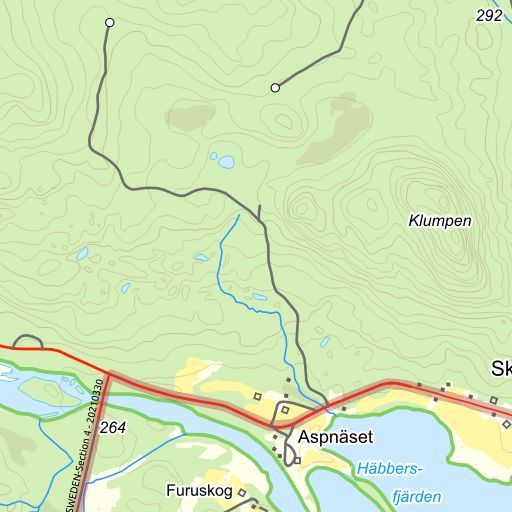 292
Klumpen
Sk
SWEDEN-Section 4 - 20210330
264
Aspnäset
Häbbers-
fjärden
Furuskog